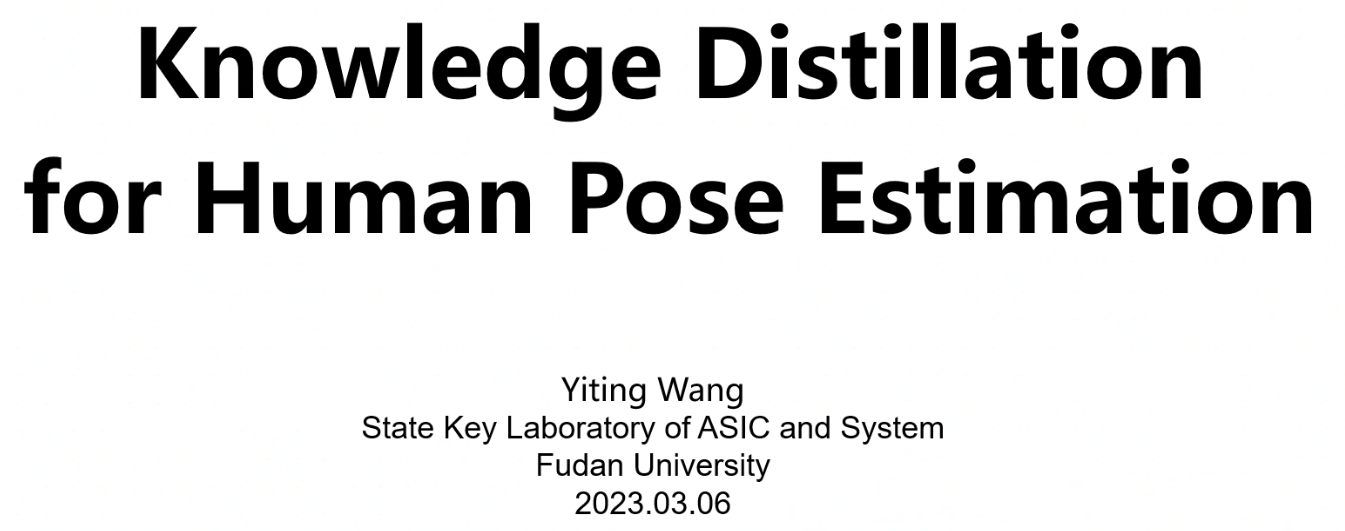 Knowledge Distillation
for Human Pose Estimation
Yiting Wang
State Key Laboratory of ASIC and System
Fudan University
2023.03.06